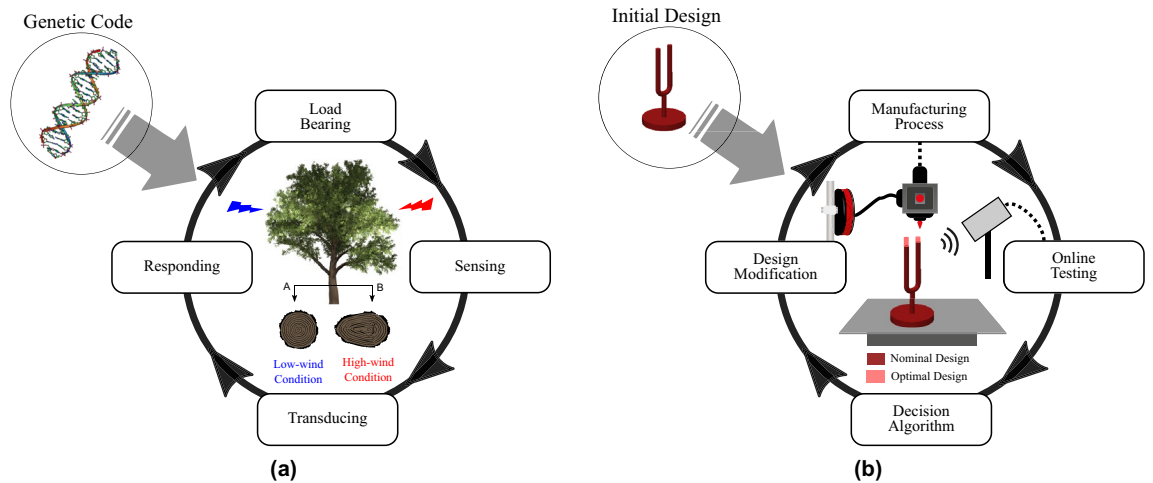 Genetic Code
Load
Bearing
Responding
Sensing
A
B
Low-wind
Condition
High-wind
Condition
Transducing
(a)
Initial Design
Manufacturing
Process
Design
Modification
Online
Testing
Nominal Design
Optimal Design
Decision
Algorithm
(b)